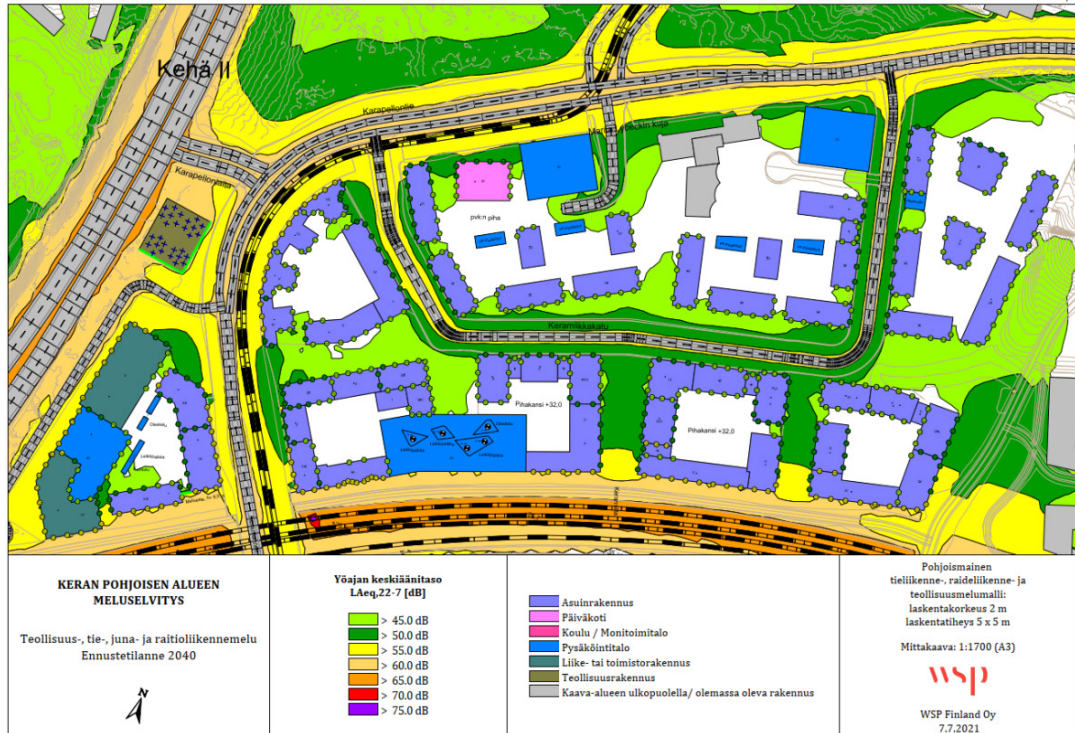 Kehä II
Karapellontie
Karapellontie
pvk:n piha
Keramiikkakatu
Pihakansi +32,0
Pihakansi +32,0
KERAN POHJOISEN ALUEEN
MELUSELVITYS
Teollisuus-, tie-, juna- ja raitioliikennemelu
Ennustetilanne 2040
N
Yöajan keskiäänitaso
LAeq,22-7 [dB]
> 45.0 dB
> 50.0 dB
> 55.0 dB
> 60.0 dB
> 65.0 dB
> 70.0 dB
> 75.0 dB
Asuinrakennus
Päiväkoti
Koulu / Monitoimitalo
Pysäköintitalo
Liike- tai toimistorakennus
Teollisuusrakennus
Kaava-alueen ulkopuolella/ olemassa oleva rakennus
Pohjoismainen
tieliikenne-, raideliikenne- ja
teollisuusmelumalli:
laskentakorkeus 2 m
laskentatiheys 5 x 5 m
Mittakaava: 1:1700 (A3)
wsp
WSP Finland Oy
7.7.2021